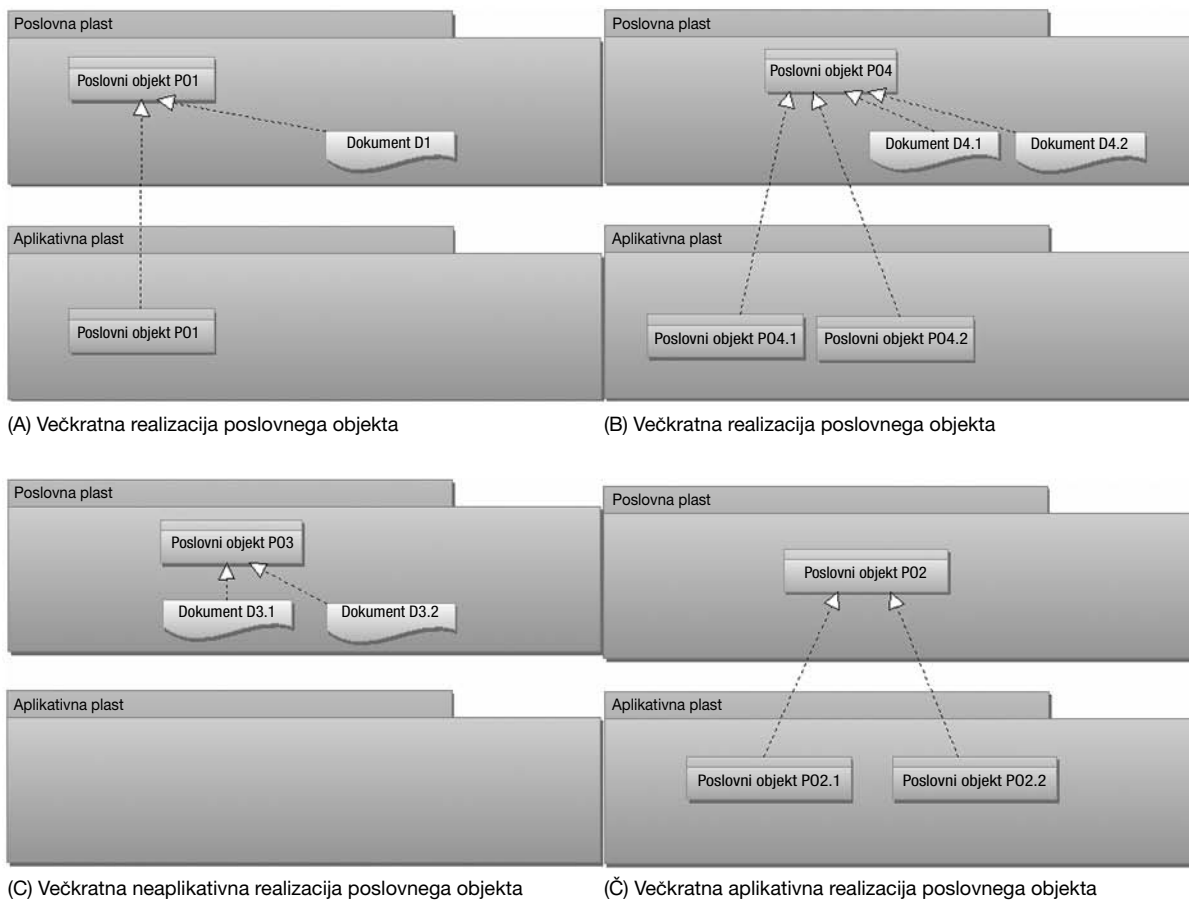 Poslovna plast
Poslovni objekt PO1
Dokument D1
Aplikativna plast
Poslovni objekt PO1
(A) Večkratna realizacija poslovnega objekta
Poslovna plast
Poslovni objekt PO4
Dokument D4.1
Dokument D4.2
Aplikativna plast
Poslovni objekt PO4.1
Poslovni objekt PO4.2
(B) Večkratna realizacija poslovnega objekta
Poslovna plast
Poslovni objekt PO3
Dokument D3.1
Dokument D3.2
Aplikativna plast
(C) Večkratna neaplikativna realizacija poslovnega objekta
Poslovna plast
Poslovni objekt PO2
Aplikativna plast
Poslovni objekt PO2.1
Poslovni objekt PO2.2
(Č) Večkratna aplikativna realizacija poslovnega objekta